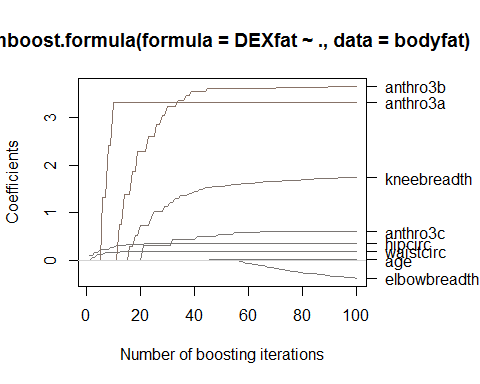 nboost.formula(formula = DEXfat ~ ., data = bodyfat)
Coefficients
3
2
1
0
anthro3b
anthro3a
kneebreadth
anthro3c
hipcirc
waistcirc
age
elbowbreadth
0 20 40 60 80 100
Number of boosting iterations